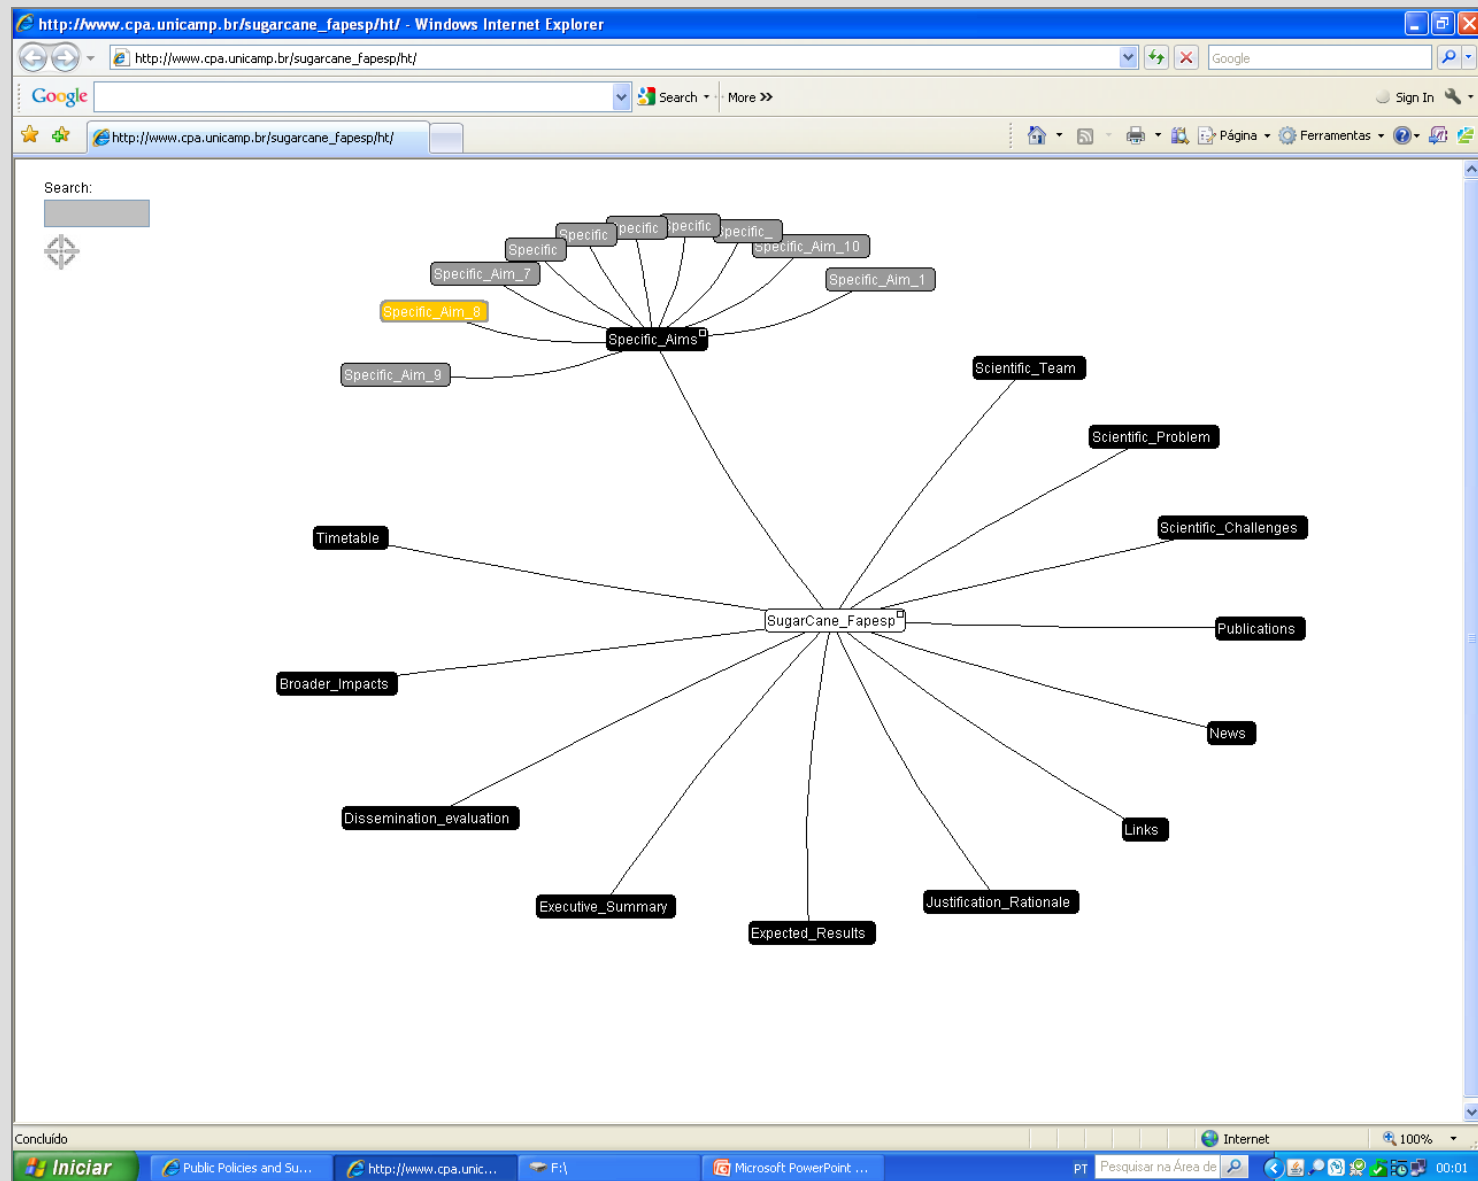 http://www.cpa.unicamp.br/sugarcane_fapesp/ht/ - Windows Internet Explorer
http://www.cpa.unicamp.br/sugarcane_fapesp/ht/
Google
Google
Search
More >>
Sign In
http://www.cpa.unicamp.br/sugarcane_fapesp/ht/
Página
Ferramentas
Search:
Specific
Specific
Specific
Specific
Specific_
Specific_Aim_10
Specific_Aim_7
Specific_Aim_1
Specific_Aim_8
Specific_Aims
Specific_Aim_9
Scientific_Team
Scientific_Problem
Scientific_Challenges
Timetable
SugarCane_Fapesp
Publications
Broader_Impacts
News
Dissemination_evaluation
Links
Executive_Summary
Justification_Rationale
Expected_Results
Concluído
Internet
100%
Iniciar
Public Policies and Su...
http://www.cpa.unic...
F:\
Microsoft PowerPoint ...
PT
Pesquisar na Área de
00:01